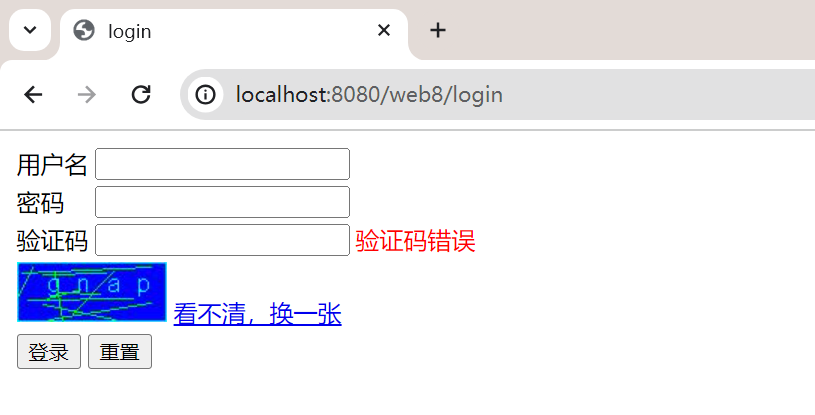 login
localhost:8080/web8/login
用户名
密码
验证码 验证码错误
gnap 看不清，换一张
登录 重置